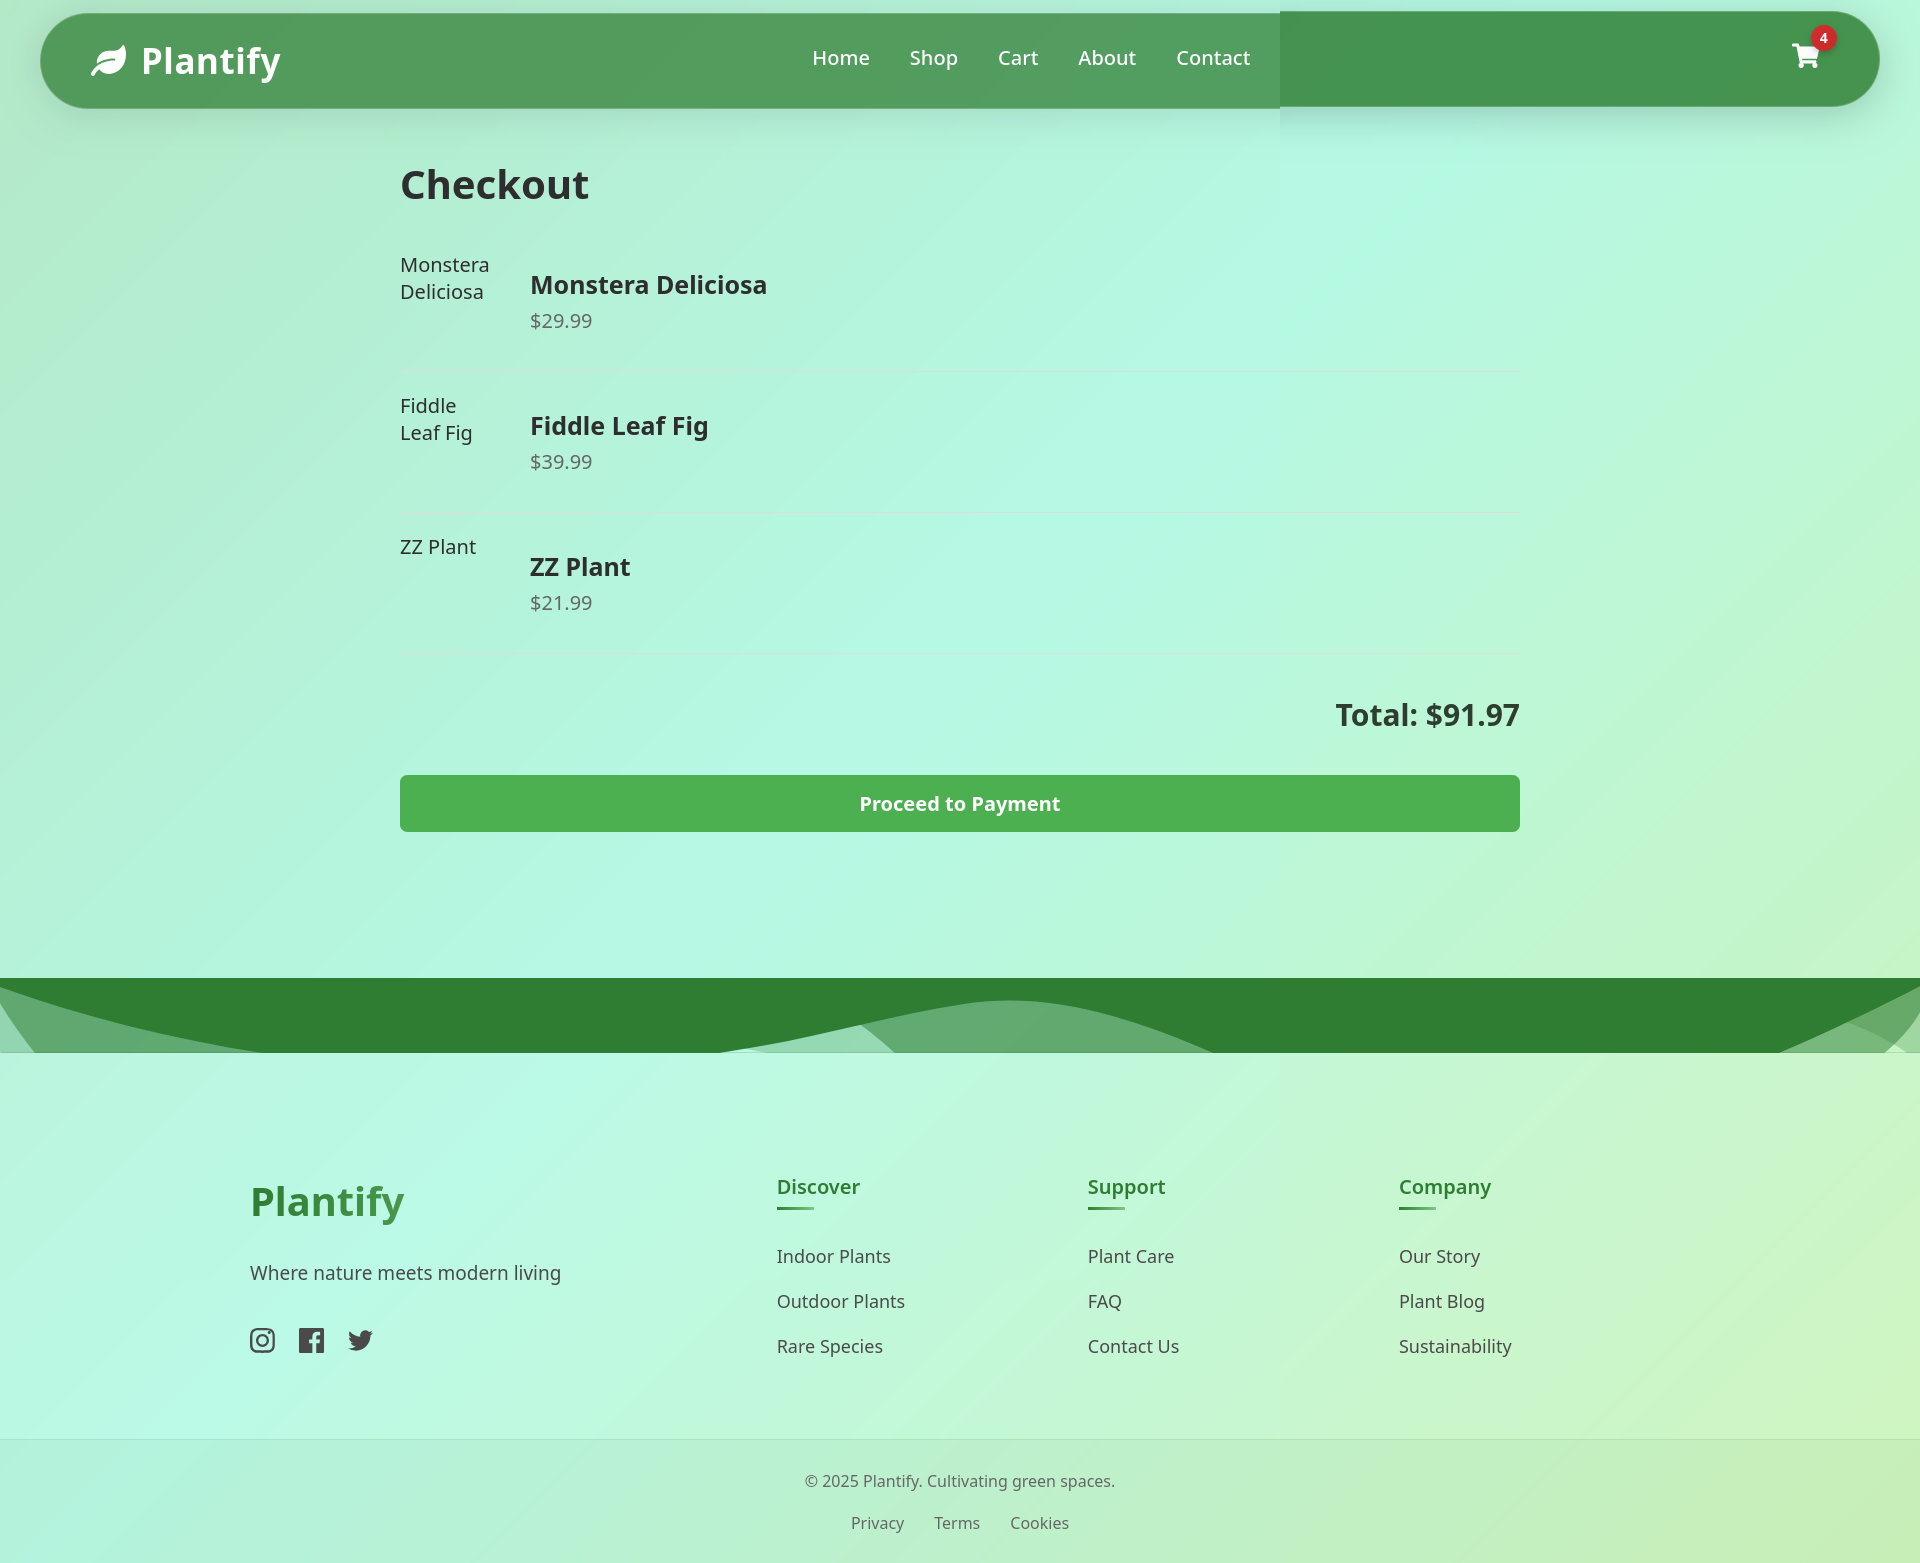 Plantify
Home Shop Cart About Contact
4
Checkout
Monstera
Deliciosa
Monstera Deliciosa
$29.99
Fiddle
Leaf Fig
Fiddle Leaf Fig
$39.99
ZZ Plant
ZZ Plant
$21.99
Total: $91.97
Proceed to Payment
Plantify
Where nature meets modern living
Discover
Indoor Plants
Outdoor Plants
Rare Species
Support
Plant Care
FAQ
Contact Us
Company
Our Story
Plant Blog
Sustainability
© 2025 Plantify. Cultivating green spaces.
Privacy Terms Cookies